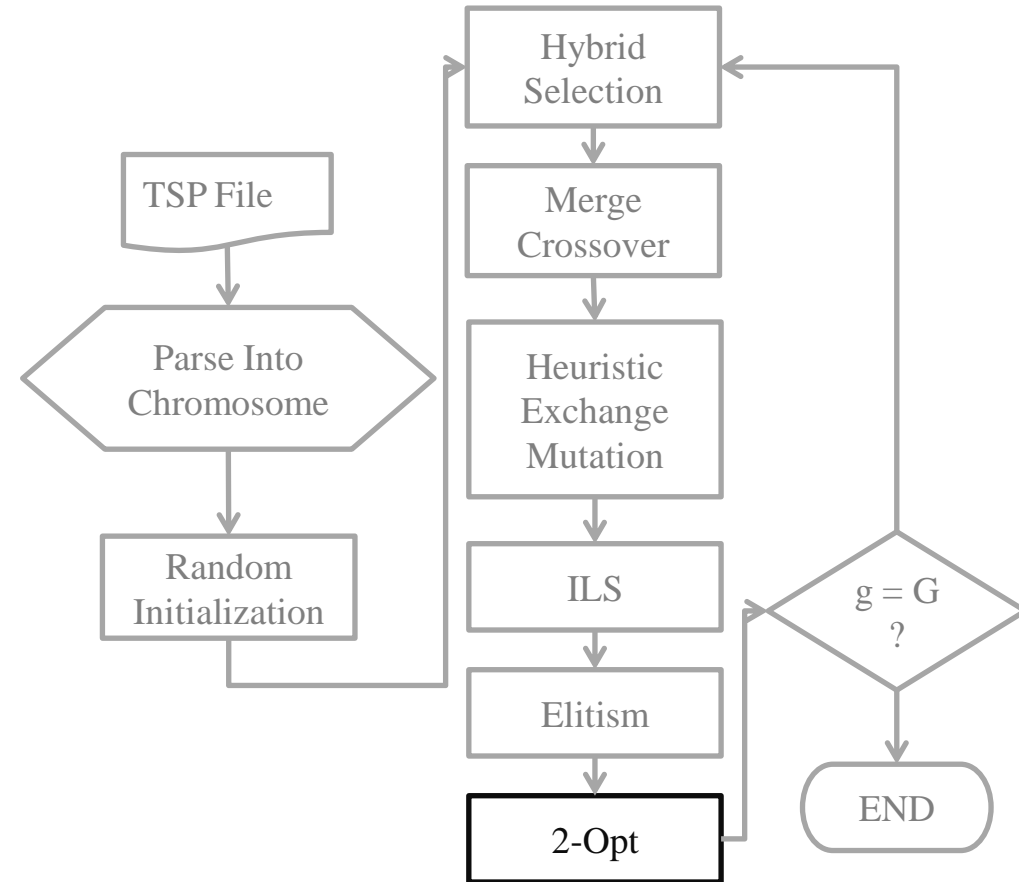 TSP File
Parse Into
Chromosome
Random
Initialization
Hybrid
Selection
Merge
Crossover
Heuristic
Exchange
Mutation
ILS
Elitism
2-Opt
g = G
?
END